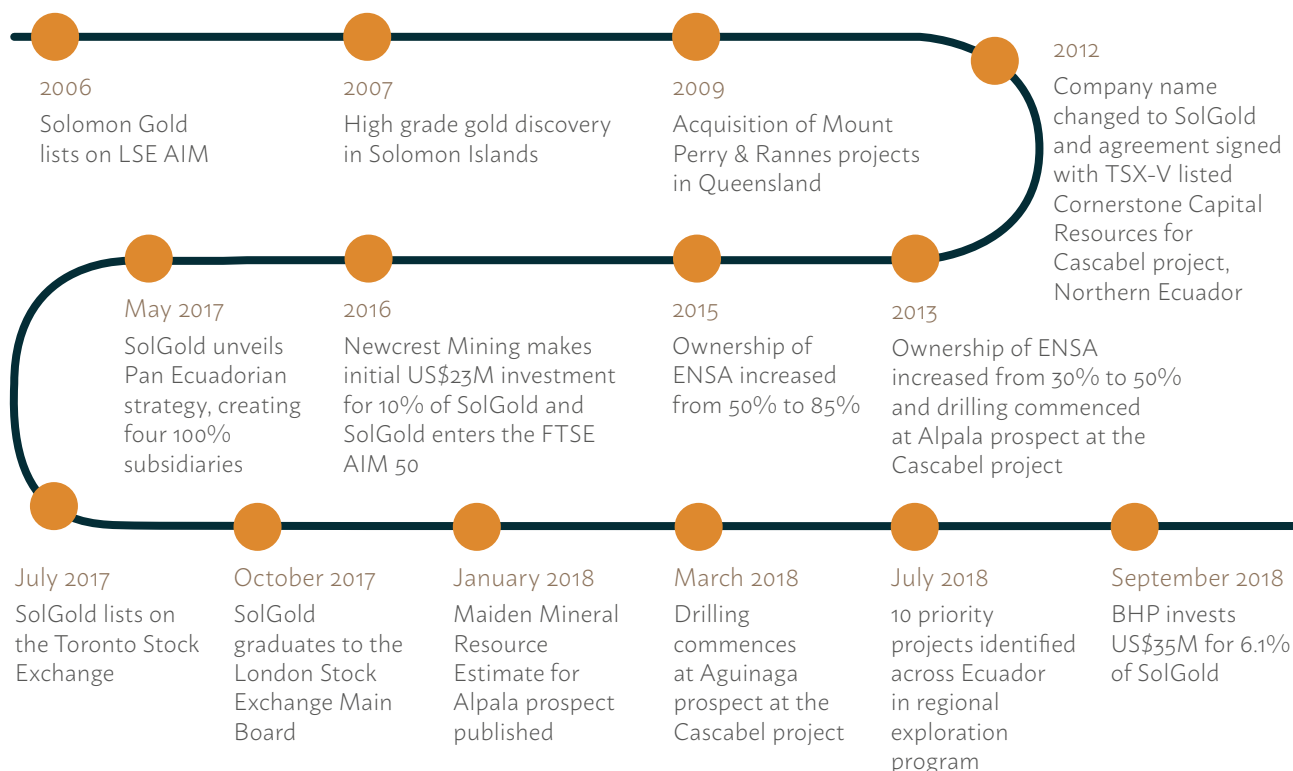 2006
Solomon Gold
lists on LSE AIM
2007
High grade gold discovery
in Solomon Islands
2009
Acquisition of Mount
Perry & Rannes projects
in Queensland
2012
Company name
changed to SolGold
and agreement signed
with TSX-V listed
Cornerstone Capital
Resources for
Cascabel project,
Northern Ecuador
2013
Ownership of ENSA
increased from 30% to 50%
and drilling commenced
at Alpala prospect at the
Cascabel project
2015
Ownership of
ENSA increased
from 50% to 85%
2016
Newcrest Mining makes
initial US$23M investment
for 10% of SolGold and
SolGold enters the FTSE
AIM 50
May 2017
SolGold unveils
Pan Ecuadorian
strategy, creating
four 100%
subsidiaries
July 2017
SolGold lists on
the Toronto Stock
Exchange
October 2017
SolGold
graduates to the
London Stock
Exchange Main
Board
January 2018
Maiden Mineral
Resource
Estimate for
Alpala prospect
published
March 2018
Drilling
commences
at Aguinaga
prospect at the
Cascabel project
July 2018
10 priority
projects identified
across Ecuador
in regional
exploration
program
September 2018
BHP invests
US$35M for 6.1%
of SolGold